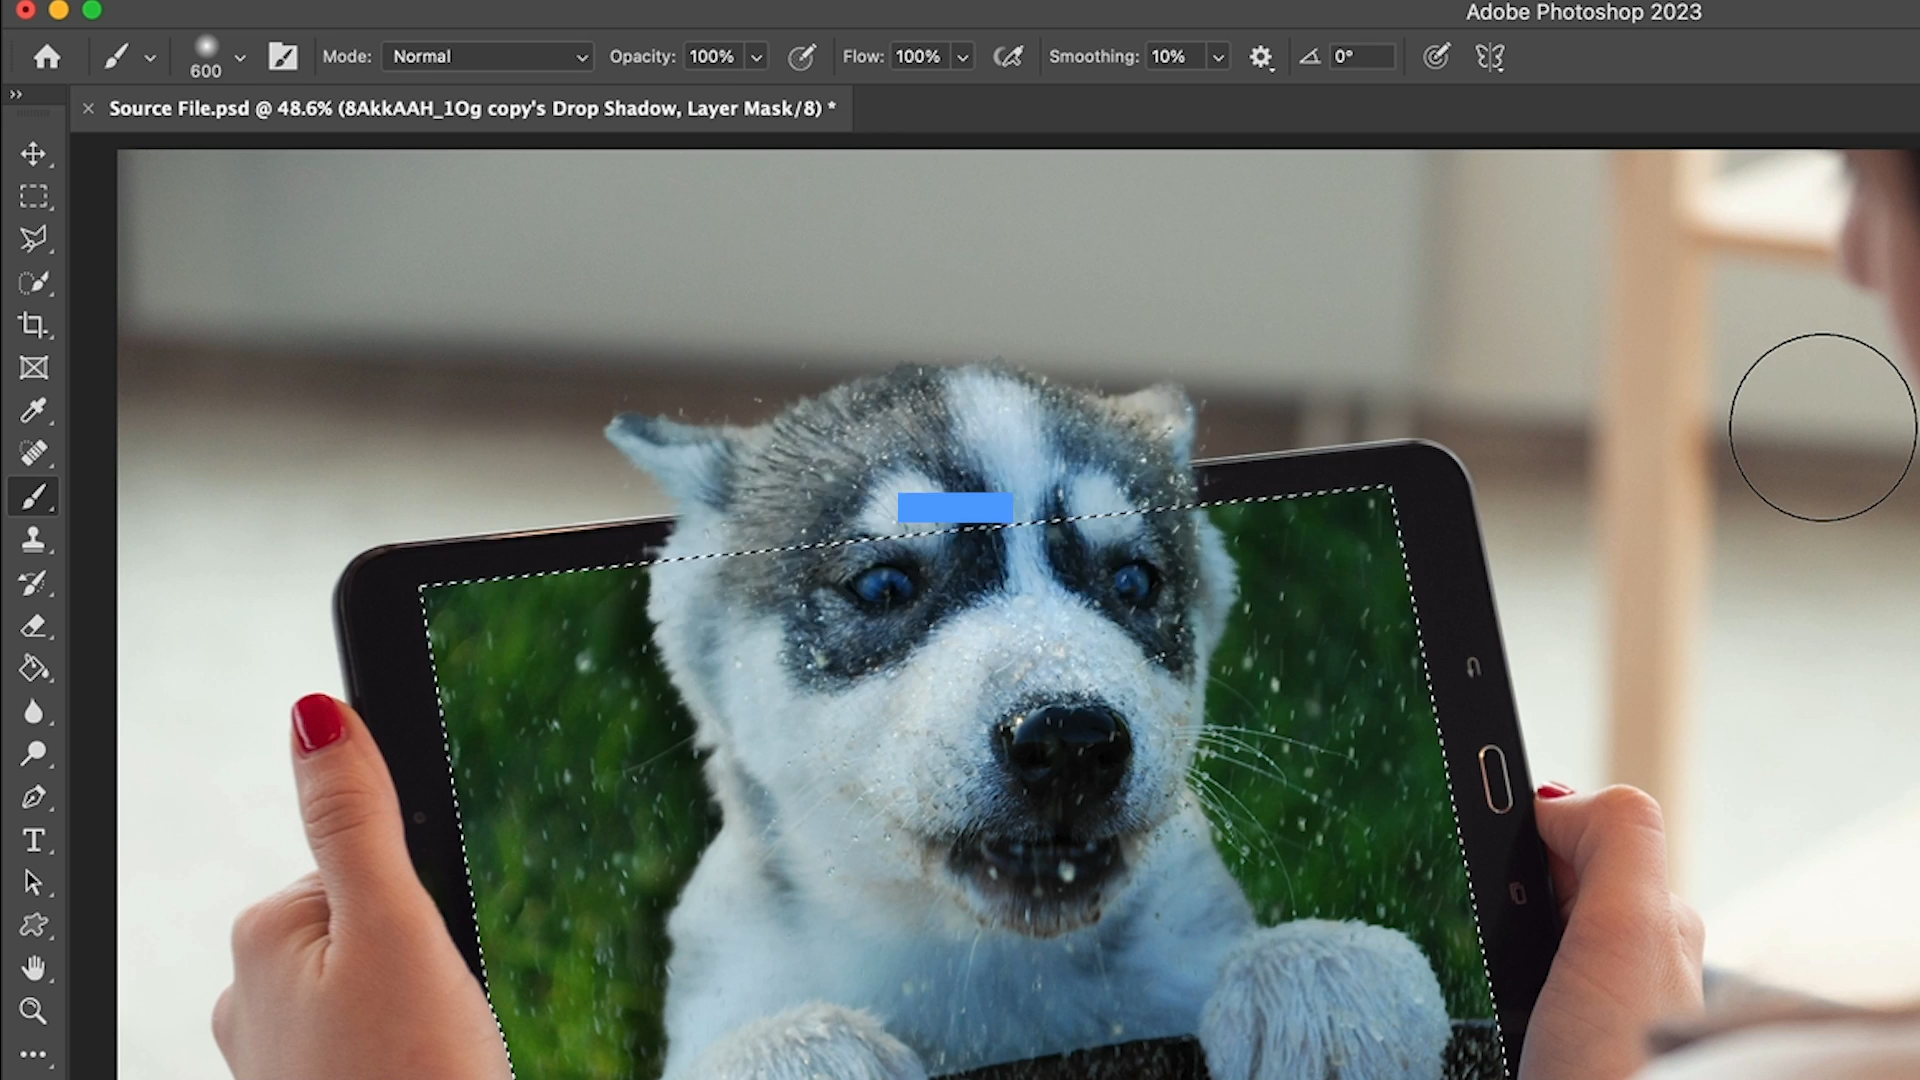 Adobe Photoshop 2023
600
Mode: Normal Opacity: 100% Flow: 100% Smoothing: 10% 0°
Source File.psd @ 48.6% (8AkkAAH_1Og copy's Drop Shadow, Layer Mask/8) *